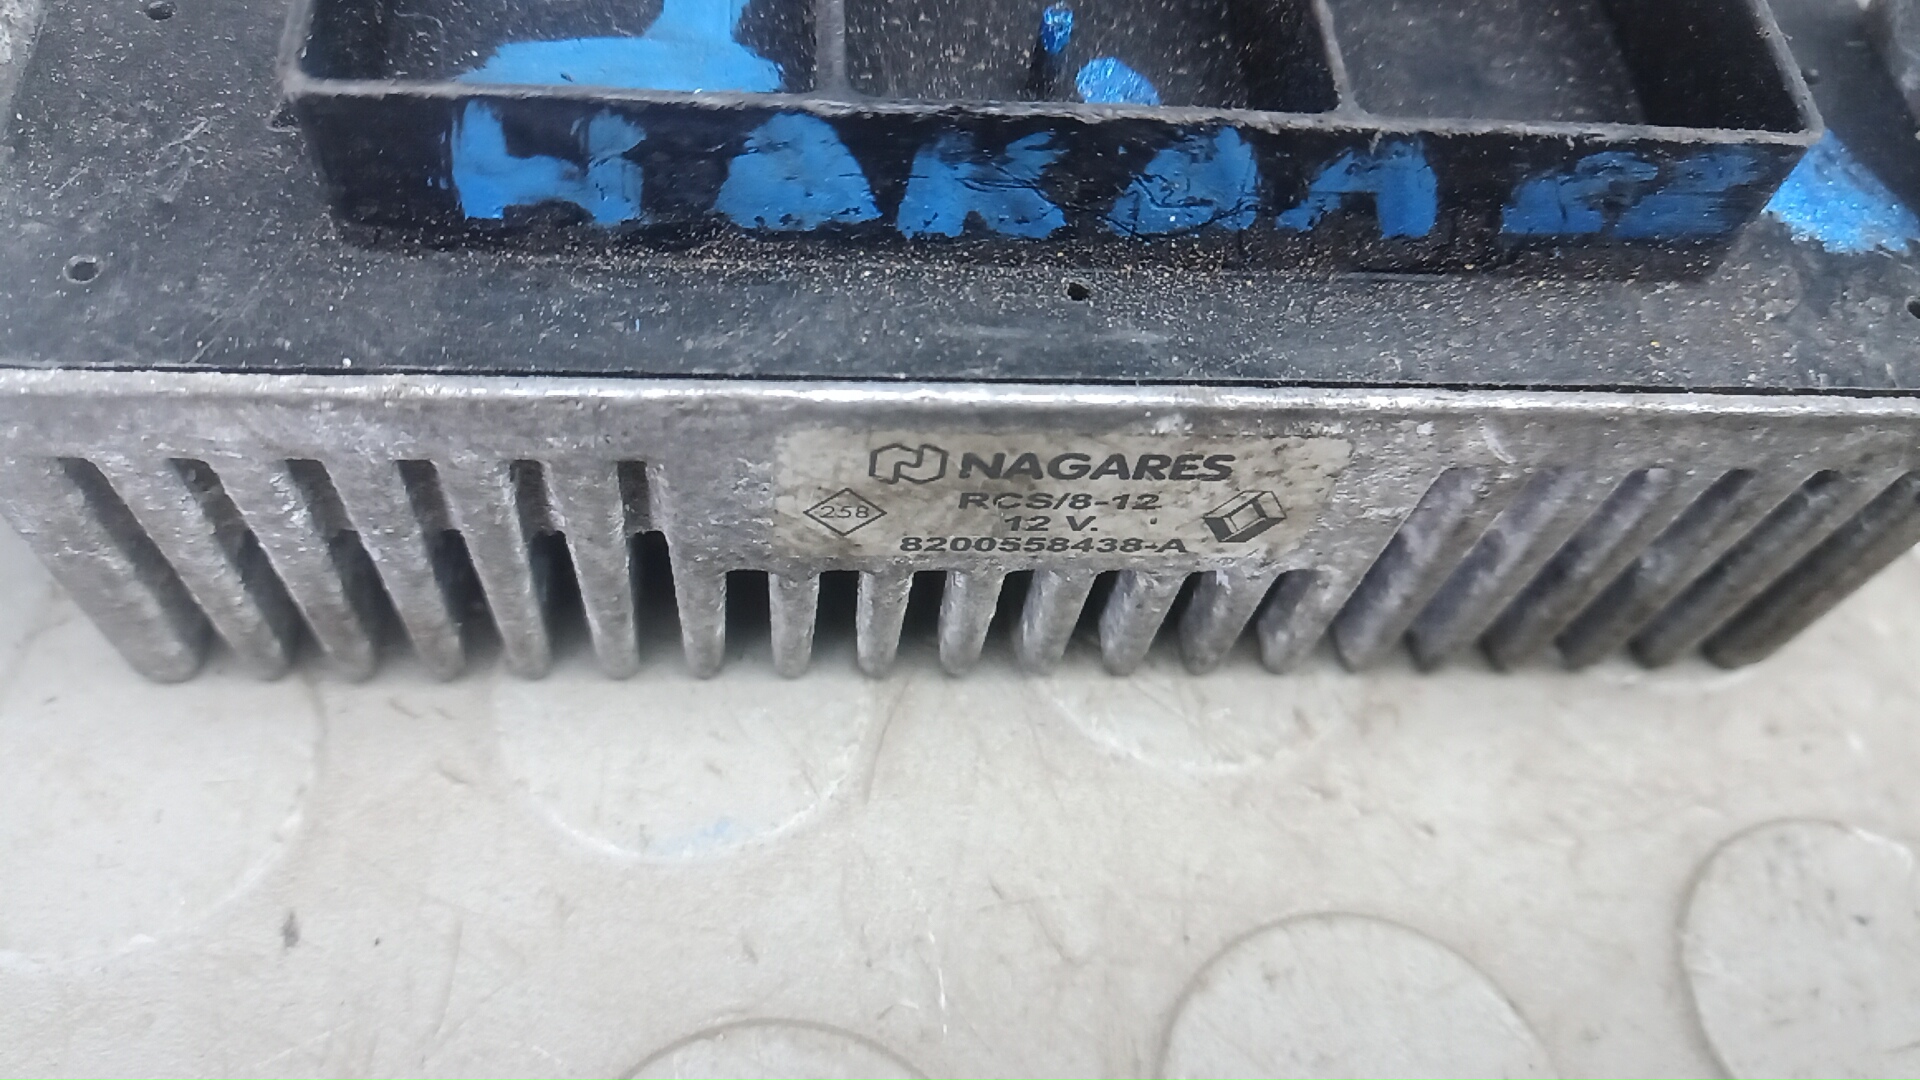 NAGARES
258
RCS/8-12
12 V.
8200558438-A